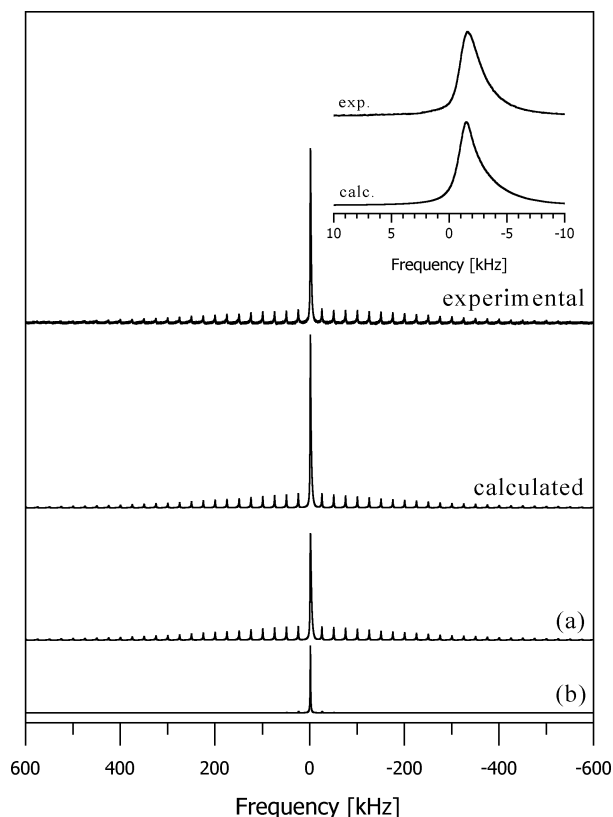 exp.
calc.
10 5 0 -5 -10
Frequency [kHz]
experimental
calculated
(a)
(b)
600 400 200 0 -200 -400 -600
Frequency [kHz]